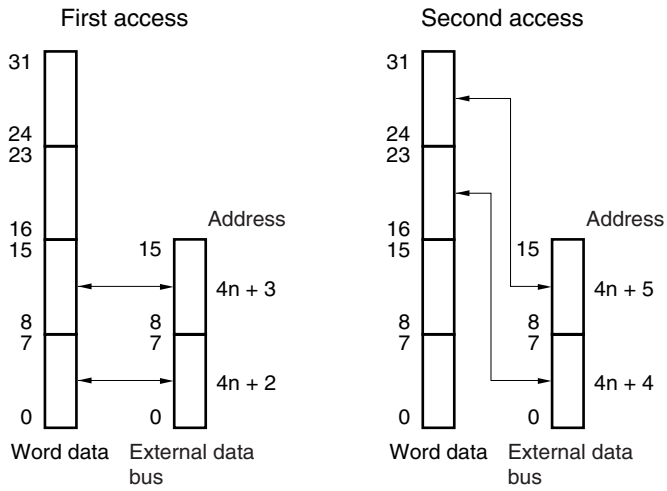 First access
31
24
23
16
15
8
7
0
Address
15
4n + 3
8
7
4n + 2
0
Word data
External data
bus
Second access
31
24
23
16
15
8
7
0
Address
15
4n + 5
8
7
4n + 4
0
Word data
External data
bus